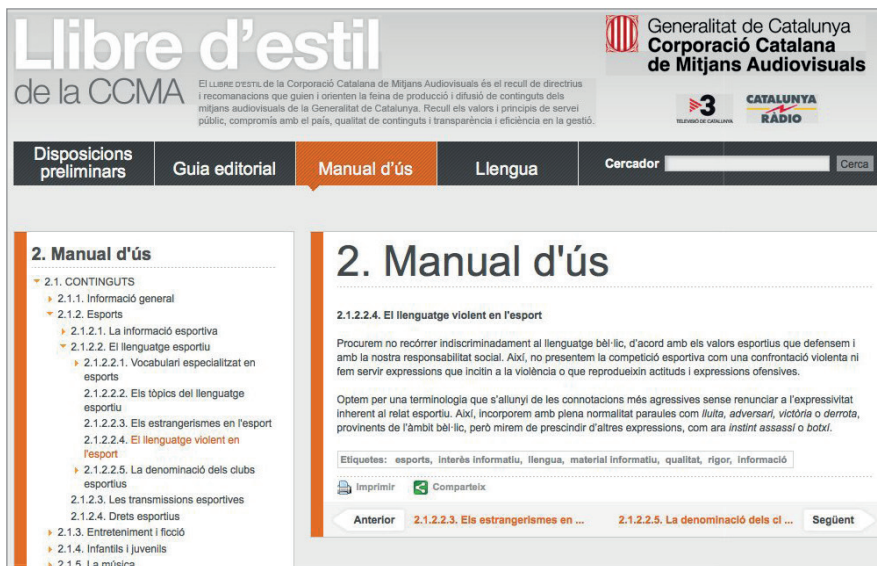 Llibre d'estil
de la CCMA
El LLIBRE D'ESTIL de la Corporació Catalana de Mitjans Audiovisuals és el recull de directrius
i recomanacions que guien i orienten la feina de producció i difusió de continguts dels
mitjans audiovisuals de la Generalitat de Catalunya. Recull els valors i principis de servei
públic, compromís amb el país, qualitat de continguts i transparència i eficiència en la gestió.
Generalitat de Catalunya
Corporació Catalana
de Mitjans Audiovisuals
3
TELEVISIÓ DE CATALUNYA
CATALUNYA
RÀDIO
Disposicions
preliminars
Guia editorial
Manual d'ús
Llengua
Cercador
Cerca
2. Manual d'ús
2.1. CONTINGUTS
2.1.1. Informació general
2.1.2. Esports
2.1.2.1. La informació esportiva
2.1.2.2. El llenguatge esportiu
2.1.2.2.1. Vocabulari especialitzat en
esports
2.1.2.2.2. Els tòpics del llenguatge
esportiu
2.1.2.2.3. Els estrangerismes en l'esport
2.1.2.2.4. El llenguatge violent en
l'esport
2.1.2.2.5. La denominació dels clubs
esportius
2.1.2.3. Les transmissions esportives
2.1.2.4. Drets esportius
2.1.3. Entreteniment i ficció
2.1.4. Infantils i juvenils
2.1.5. La música
2. Manual d'ús
2.1.2.2.4. El llenguatge violent en l'esport
Procurem no recórrer indiscriminadament al llenguatge bèl·lic, d'acord amb els valors esportius que defensem i
amb la nostra responsabilitat social. Així, no presentem la competició esportiva com una confrontació violenta ni
fem servir expressions que incitin a la violència o que reprodueixin actituds i expressions ofensives.
Optem per una terminologia que s'allunyi de les connotacions més agressives sense renunciar a l'expressivitat
inherent al relat esportiu. Així, incorporem amb plena normalitat paraules com lluita, adversari, victòria o derrota,
provinents de l'àmbit bèl·lic, però mirem de prescindir d'altres expressions, com ara instint assassí o botxí.
Etiquetes: esports, interès informatiu, llengua, material informatiu, qualitat, rigor, informació
Imprimir
Comparteix
Anterior
2.1.2.2.3. Els estrangerismes en ...
2.1.2.2.5. La denominació dels cl ...
Següent